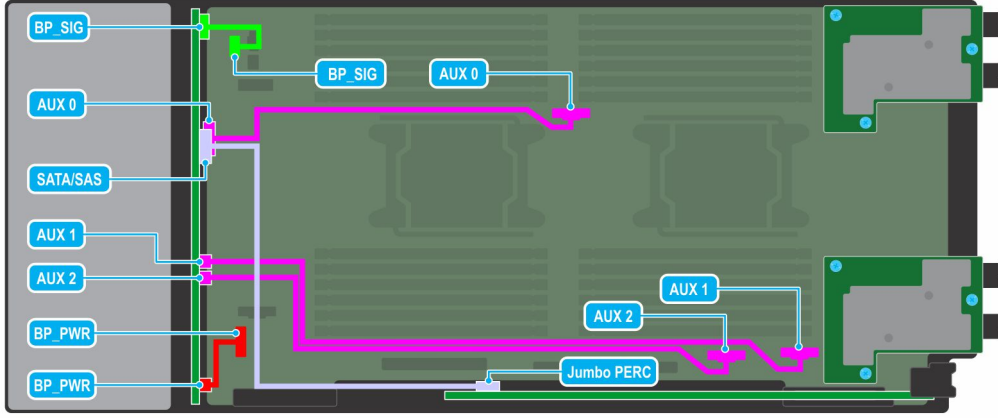 BP_SIG
BP_SIG
AUX 0
AUX 0
SATA/SAS
AUX 1
AUX 2
AUX 1
AUX 2
BP_PWR
Jumbo PERC
BP_PWR